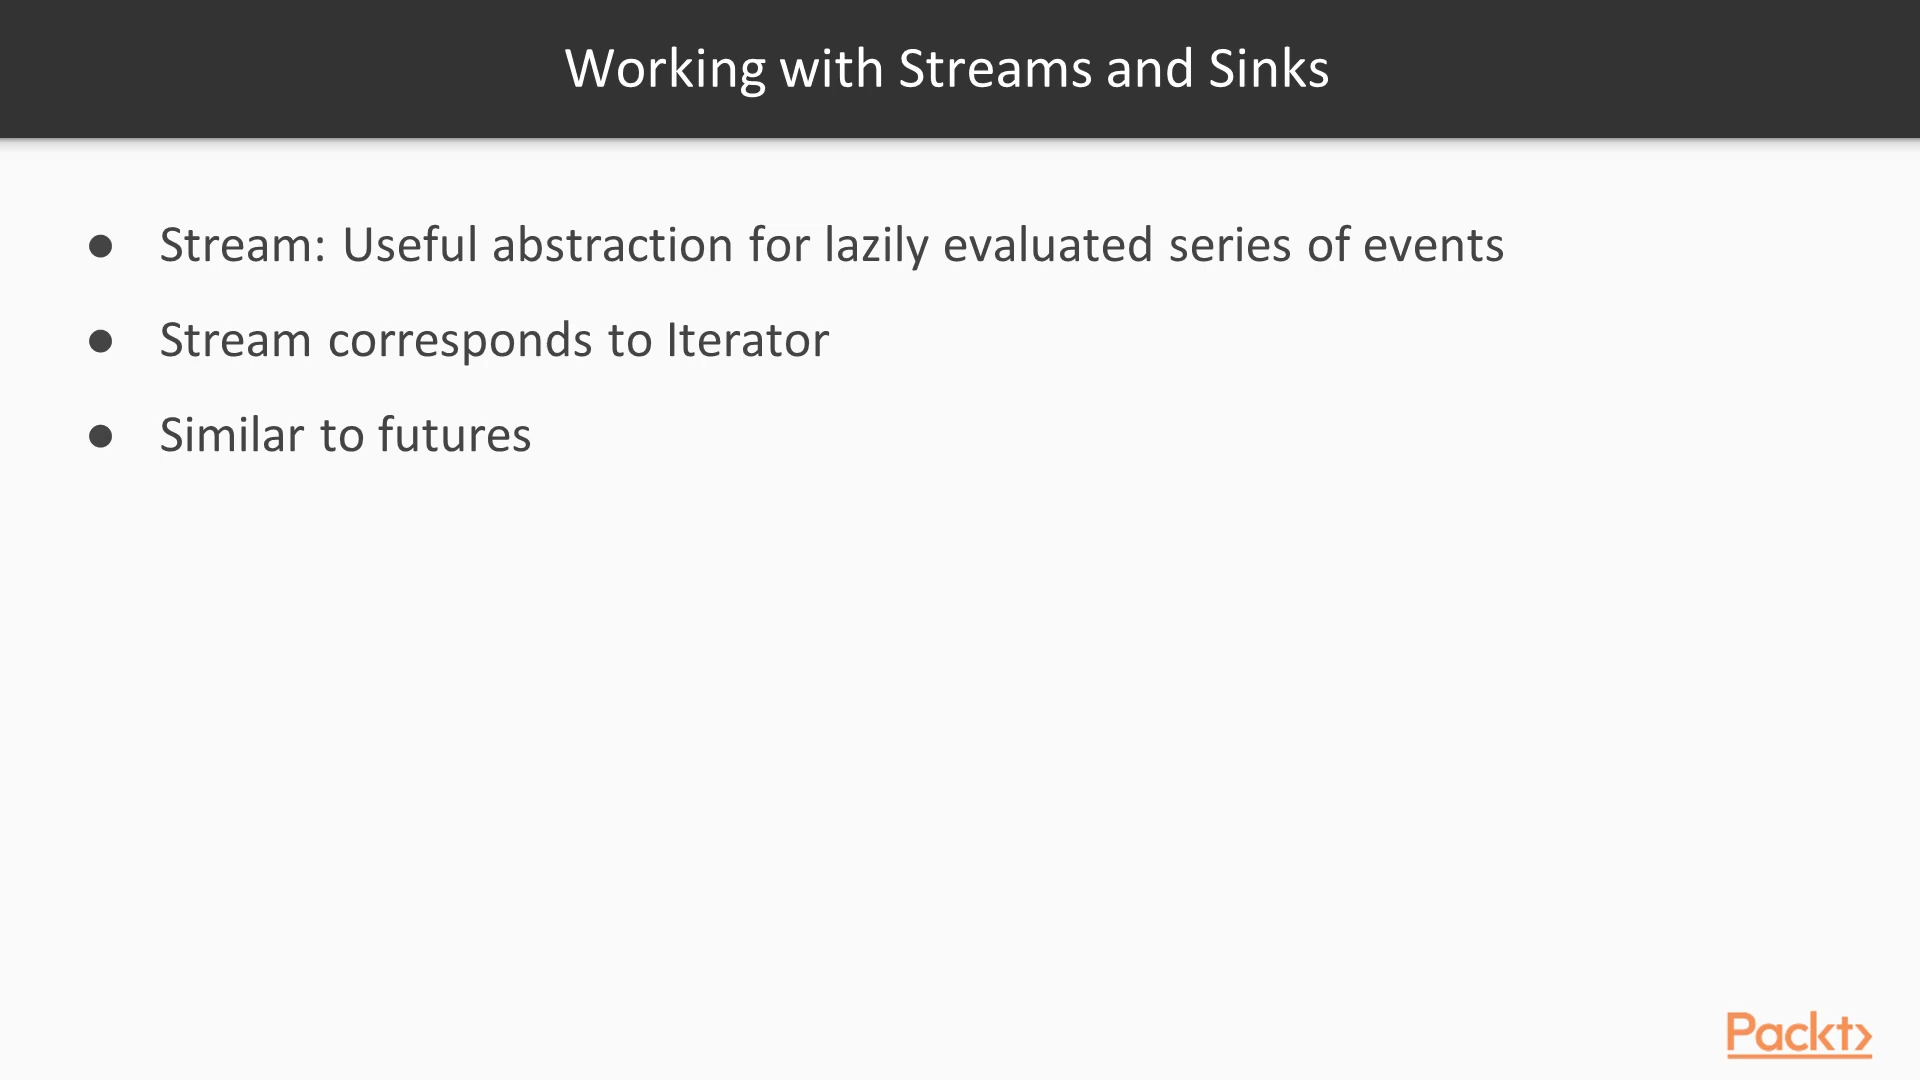 Working with Streams and Sinks
● Stream: Useful abstraction for lazily evaluated series of events
● Stream corresponds to Iterator
● Similar to futures
Packt>